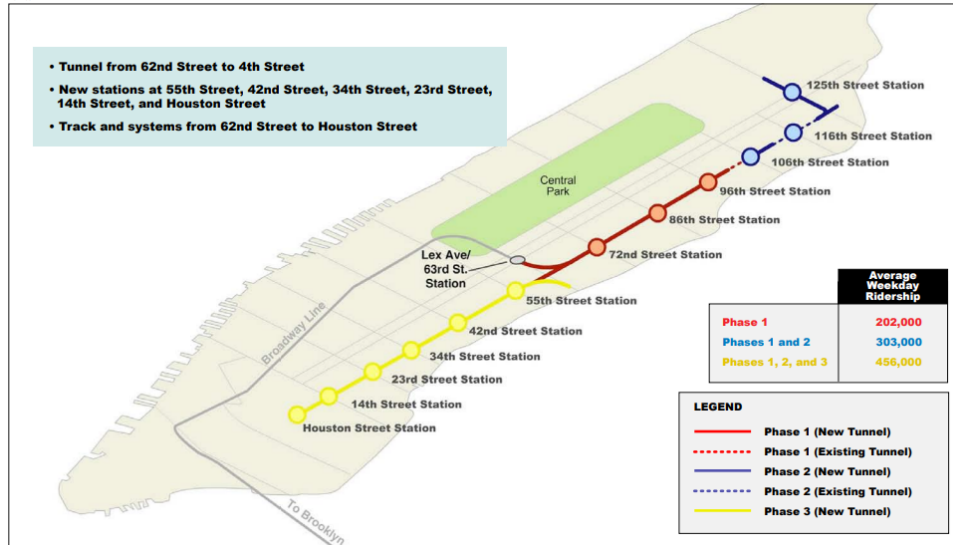 • Tunnel from 62nd Street to 4th Street
• New stations at 55th Street, 42nd Street, 34th Street, 23rd Street,
14th Street, and Houston Street
• Track and systems from 62nd Street to Houston Street
125th Street Station
116th Street Station
106th Street Station
96th Street Station
Central
Park
86th Street Station
72nd Street Station
Lex Ave/
63rd St.
Station
55th Street Station
42nd Street Station
34th Street Station
23rd Street Station
14th Street Station
Houston Street Station
Broadway Line
To Brooklyn
Average
Weekday
Ridership
Phase 1 202,000
Phases 1 and 2 303,000
Phases 1, 2, and 3 456,000
LEGEND
Phase 1 (New Tunnel)
Phase 1 (Existing Tunnel)
Phase 2 (New Tunnel)
Phase 2 (Existing Tunnel)
Phase 3 (New Tunnel)